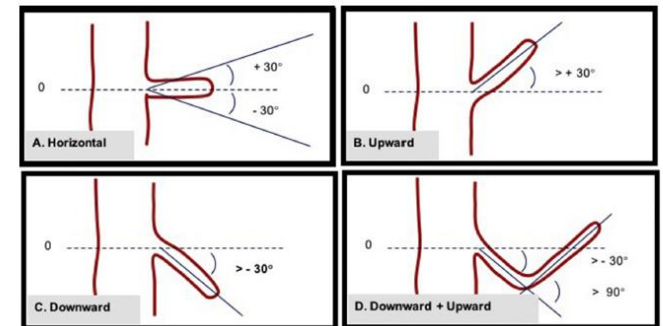 0
+ 30°
- 30°
A. Horizontal
0
> + 30°
B. Upward
0
> - 30°
C. Downward
0
> - 30°
> 90°
D. Downward + Upward